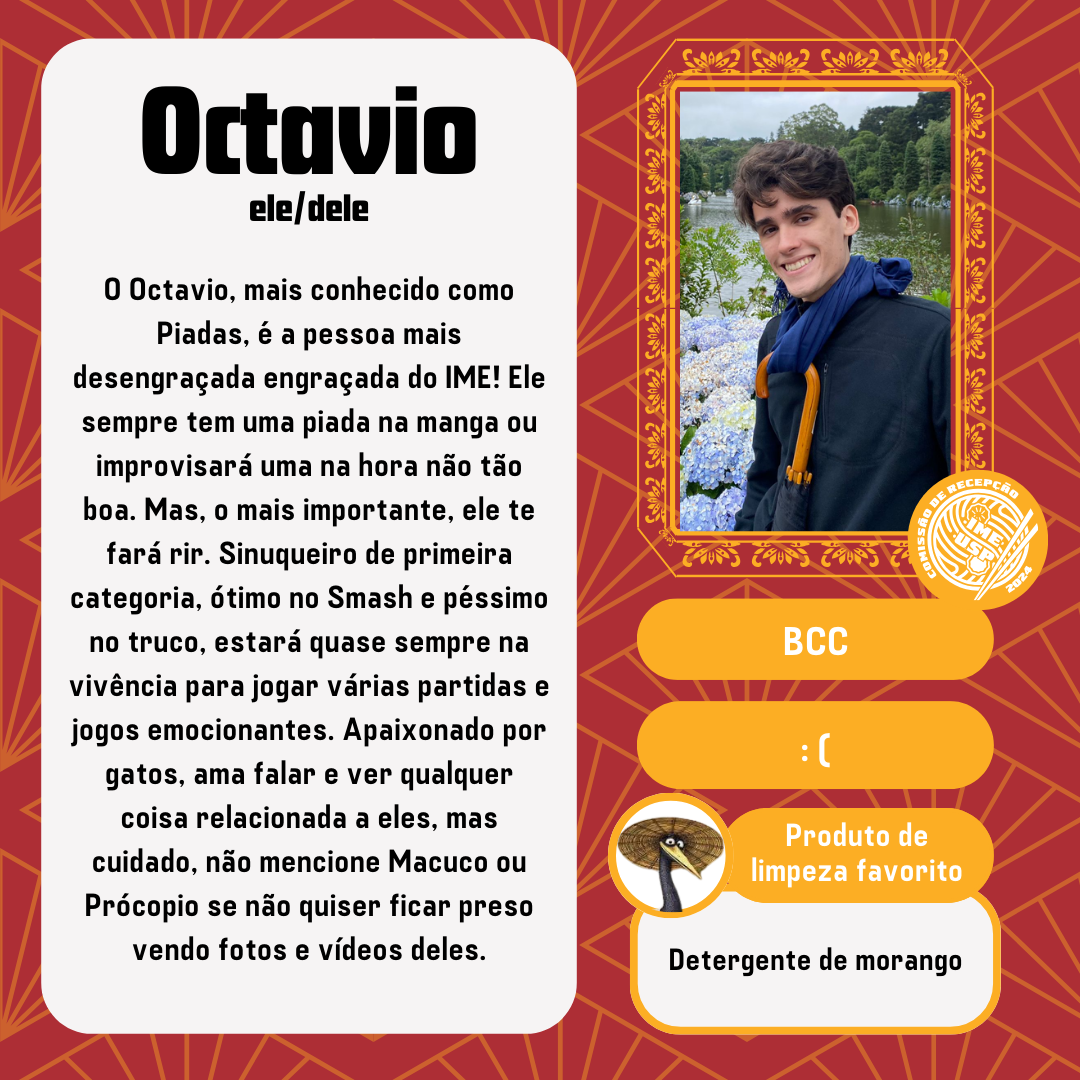 Octavio
ele/dele
O Octavio, mais conhecido como
Piadas, é a pessoa mais
desengraçada engraçada do IME! Ele
sempre tem uma piada na manga ou
improvisará uma na hora não tão
boa. Mas, o mais importante, ele te
fará rir. Sinuqueiro de primeira
categoria, ótimo no Smash e péssimo
no truco, estará quase sempre na
vivência para jogar várias partidas e
jogos emocionantes. Apaixonado por
gatos, ama falar e ver qualquer
coisa relacionada a eles, mas
cuidado, não mencione Macuco ou
Prócopio se não quiser ficar preso
vendo fotos e vídeos deles.
COMISSÃO DE RECEPÇÃO
IME
USP
2024
BCC
:(
Produto de
limpeza favorito
Detergente de morango